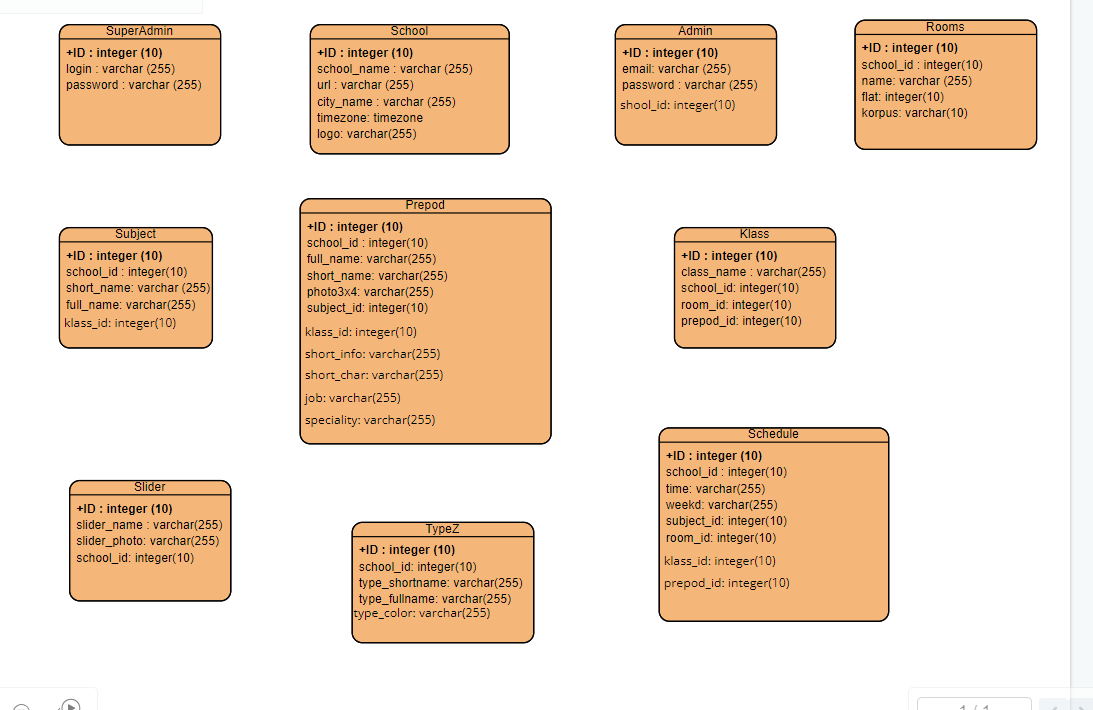 SuperAdmin
+ID : integer (10)
login : varchar (255)
password : varchar (255)
School
+ID : integer (10)
school_name : varchar (255)
url : varchar (255)
city_name : varchar (255)
timezone: timezone
logo: varchar(255)
Admin
+ID : integer (10)
email: varchar (255)
password : varchar (255)
shool_id: integer(10)
Rooms
+ID : integer (10)
school_id : integer(10)
name: varchar (255)
flat: integer(10)
korpus: varchar(10)
Subject
+ID : integer (10)
school_id : integer(10)
short_name: varchar (255)
full_name: varchar(255)
klass_id: integer(10)
Prepod
+ID : integer (10)
school_id : integer(10)
full_name: varchar(255)
short_name: varchar(255)
photo3x4: varchar(255)
subject_id: integer(10)
klass_id: integer(10)
short_info: varchar(255)
short_char: varchar(255)
job: varchar(255)
speciality: varchar(255)
Klass
+ID : integer (10)
class_name : varchar(255)
school_id: integer(10)
room_id: integer(10)
prepod_id: integer(10)
Slider
+ID : integer (10)
slider_name : varchar(255)
slider_photo: varchar(255)
school_id: integer(10)
TypeZ
+ID : integer (10)
school_id: integer(10)
type_shortname: varchar(255)
type_fullname: varchar(255)
type_color: varchar(255)
Schedule
+ID : integer (10)
school_id : integer(10)
time: varchar(255)
weekd: varchar(255)
subject_id: integer(10)
room_id: integer(10)
klass_id: integer(10)
prepod_id: integer(10)
1 / 1